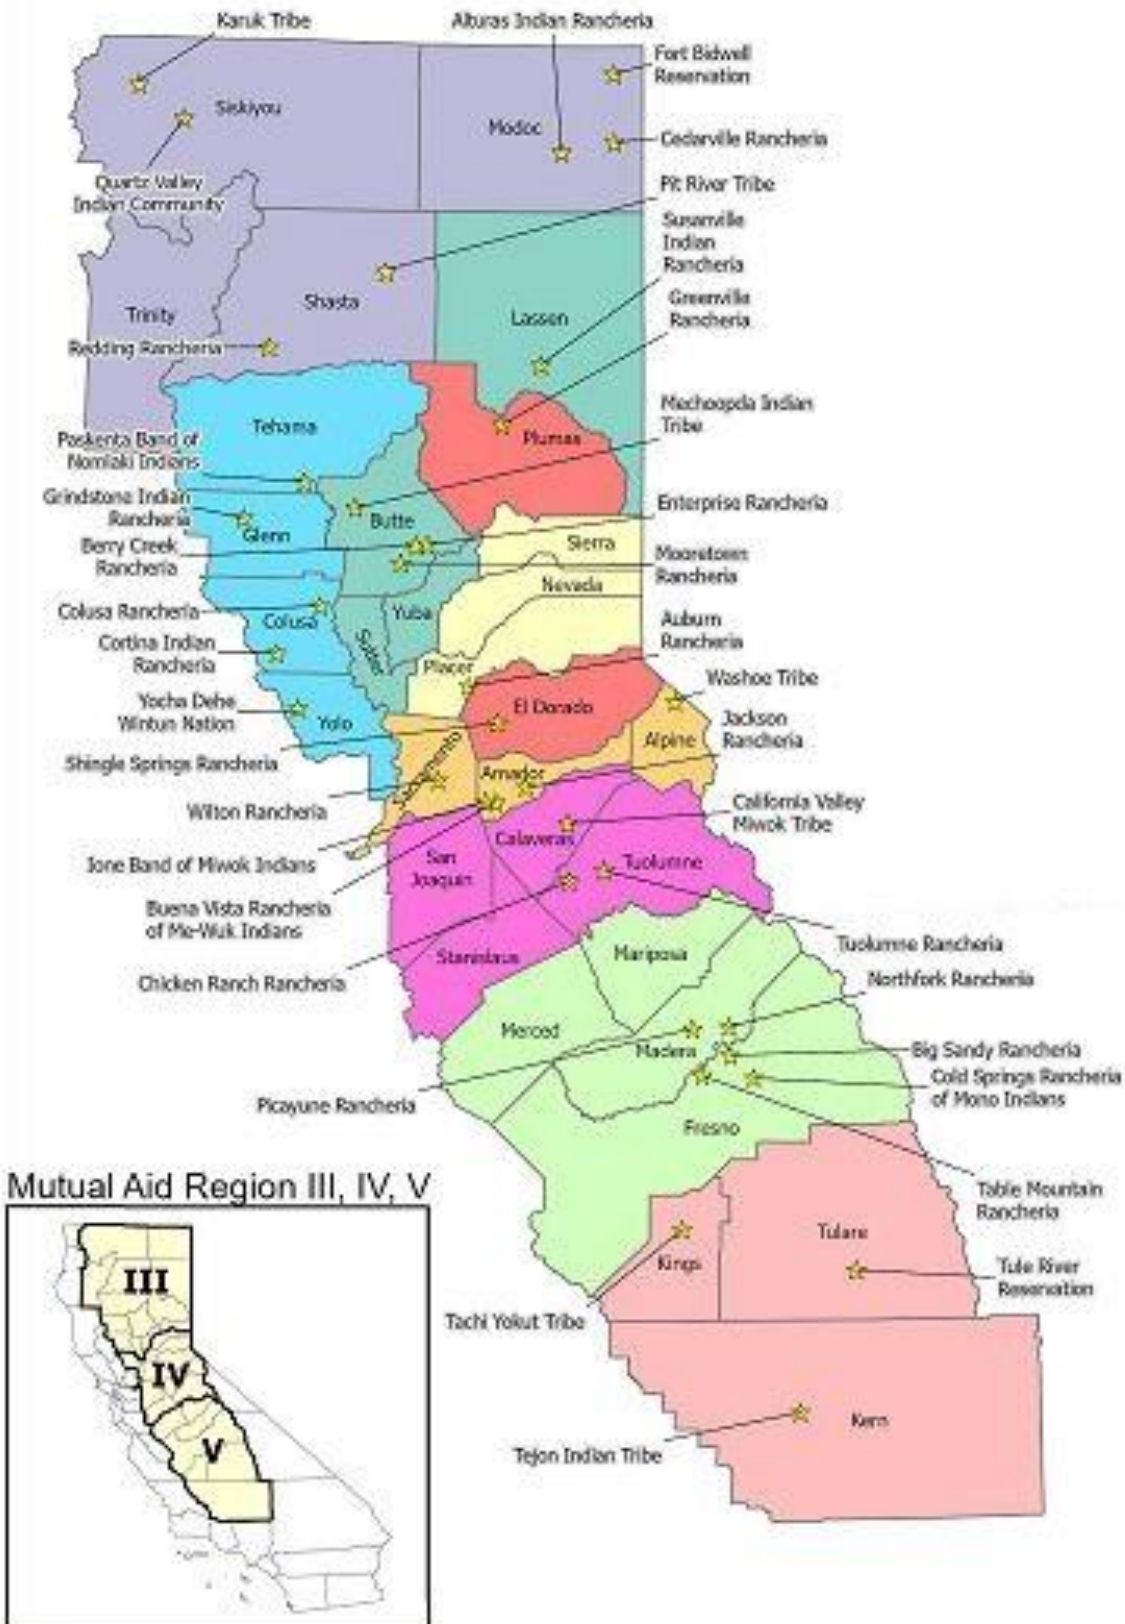 Karuk Tribe
Alturas Indian Rancheria
Fort Bidwell
Reservation
Siskiyou
Modoc
Cedarville Rancheria
Quartz Valley
Indian Community
Pit River Tribe
Susanville
Indian
Rancheria
Trinity
Shasta
Lassen
Greenville
Rancheria
Redding Rancheria
Mechoopda Indian
Tribe
Tehama
Plumas
Paskenta Band of
Nomlaki Indians
Grindstone Indian
Rancheria
Glenn
Butte
Enterprise Rancheria
Berry Creek
Rancheria
Sierra
Mooretown
Rancheria
Nevada
Colusa Rancheria
Colusa
Yuba
Sutter
Auburn
Rancheria
Cortina Indian
Rancheria
Placer
Washoe Tribe
Yocha Dehe
Wintun Nation
Yolo
El Dorado
Jackson
Rancheria
Alpine
Shingle Springs Rancheria
Sacramento
Amador
Wilton Rancheria
California Valley
Miwok Tribe
Calaveras
Ione Band of Miwok Indians
San
Joaquin
Tuolumne
Buena Vista Rancheria
of Me-Wuk Indians
Tuolumne Rancheria
Chicken Ranch Rancheria
Stanislaus
Mariposa
Northfork Rancheria
Merced
Madera
Big Sandy Rancheria
Cold Springs Rancheria
of Mono Indians
Picayune Rancheria
Fresno
Table Mountain
Rancheria
Mutual Aid Region III, IV, V
III
IV
V
Tulare
Kings
Tule River
Reservation
Tachi Yokut Tribe
Kern
Tejon Indian Tribe